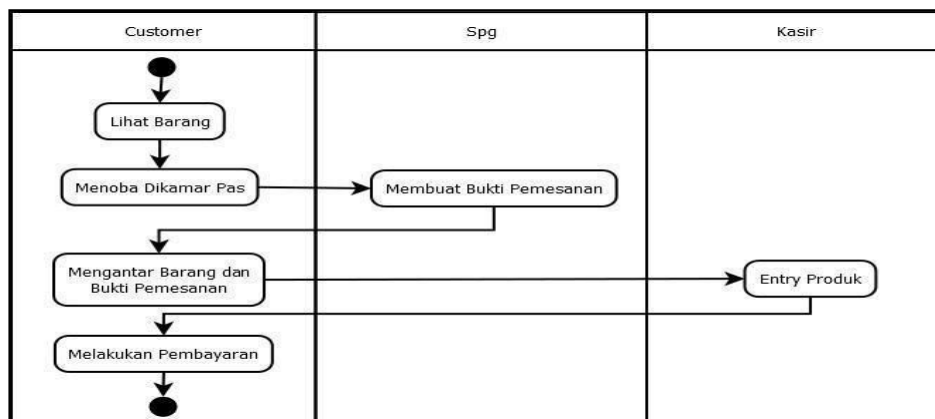 Customer
Spg
Kasir
Lihat Barang
Menoba Dikamar Pas
Membuat Bukti Pemesanan
Mengantar Barang dan
Bukti Pemesanan
Entry Produk
Melakukan Pembayaran